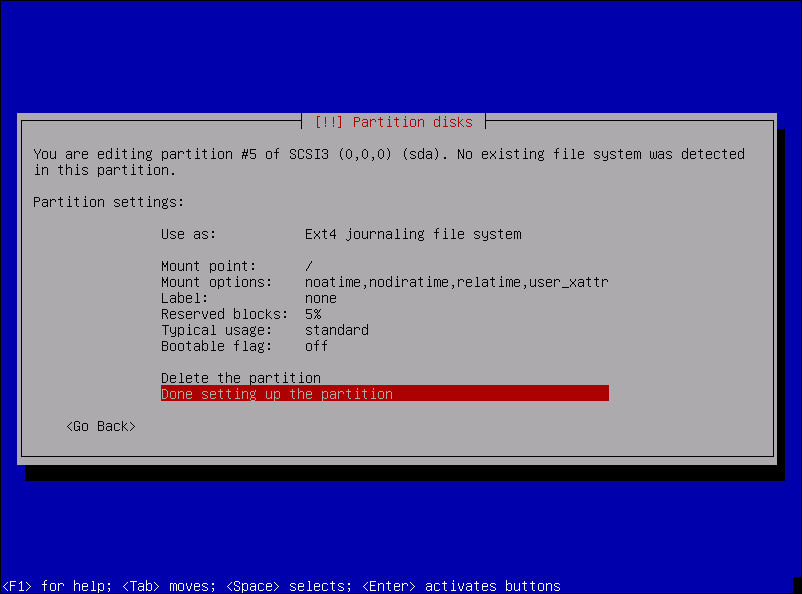 [!!] Partition disks
You are editing partition #5 of SCSI3 (0,0,0) (sda). No existing file system was detected
in this partition.
Partition settings:
Use as: Ext4 journaling file system
Mount point: /
Mount options: noatime,nodiratime,relatime,user_xattr
Label: none
Reserved blocks: 5%
Typical usage: standard
Bootable flag: off
Delete the partition
Done setting up the partition
<Go Back>
<F1> for help; <Tab> moves; <Space> selects; <Enter> activates buttons